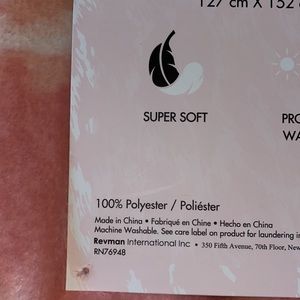 127 cm X 152
SUPER SOFT
PRO
WA
100% Polyester / Poliéster
Made in China • Fabriqué en Chine • Hecho en China
Machine Washable. See care label on product for laundering in
Revman International Inc • 350 Fifth Avenue, 70th Floor, New
RN76948